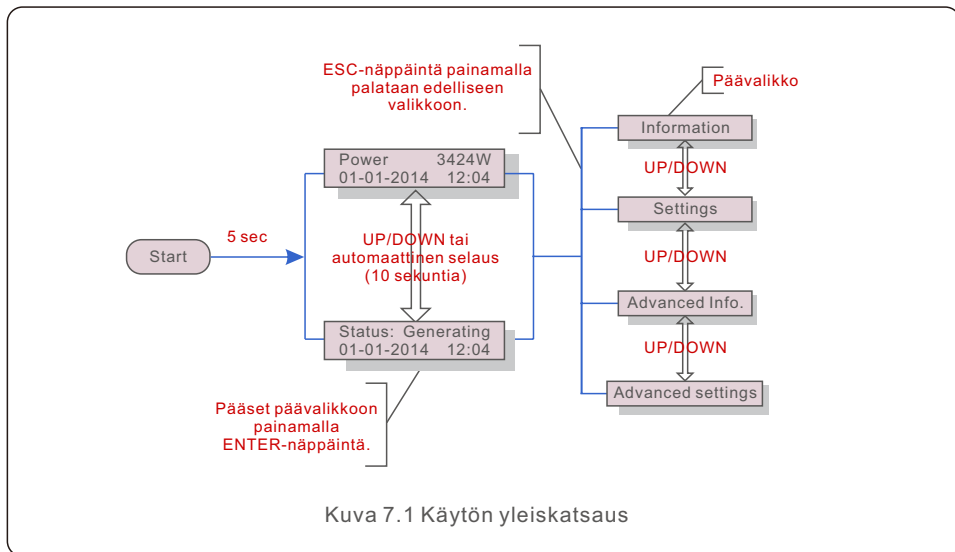 ESC-näppäintä painamalla
palataan edelliseen
valikkoon.
Päävalikko
Information
UP/DOWN
Settings
UP/DOWN
Advanced Info.
UP/DOWN
Advanced settings
Power 3424W
01-01-2014 12:04
5 sec
Start
UP/DOWN tai
automaattinen selaus
(10 sekuntia)
Status: Generating
01-01-2014 12:04
Pääset päävalikkoon
painamalla
ENTER-näppäintä.
Kuva 7.1 Käytön yleiskatsaus